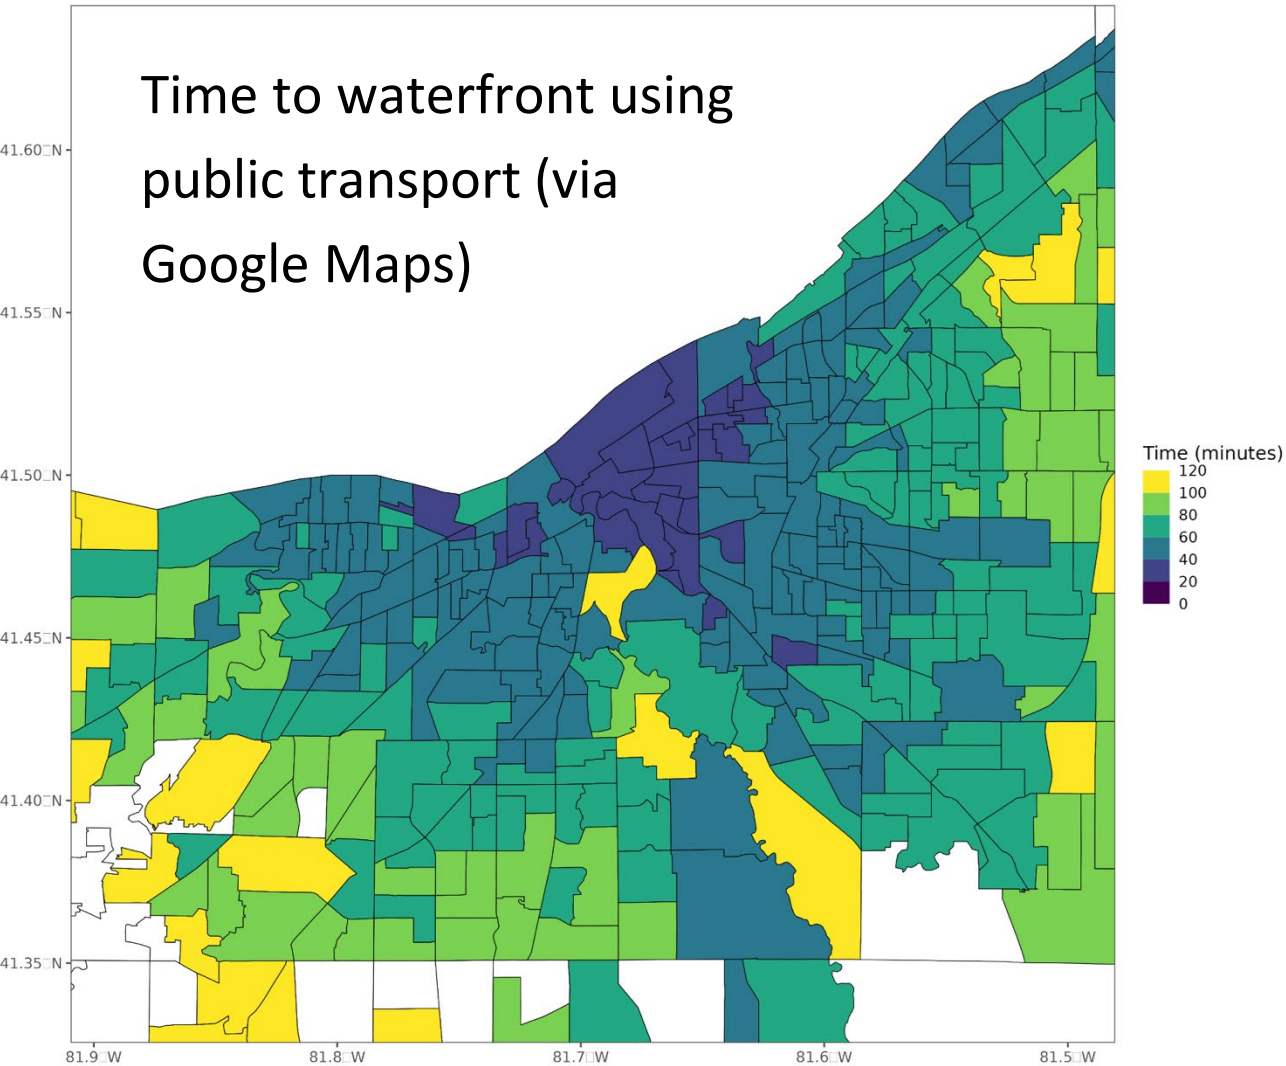 Time to waterfront using
public transport (via
Google Maps)
41.60□N
41.55□N
41.50□N
41.45□N
41.40□N
41.35□N
81.9□W
81.8□W
81.7□W
81.6□W
81.5□W
Time (minutes)
120
100
80
60
40
20
0